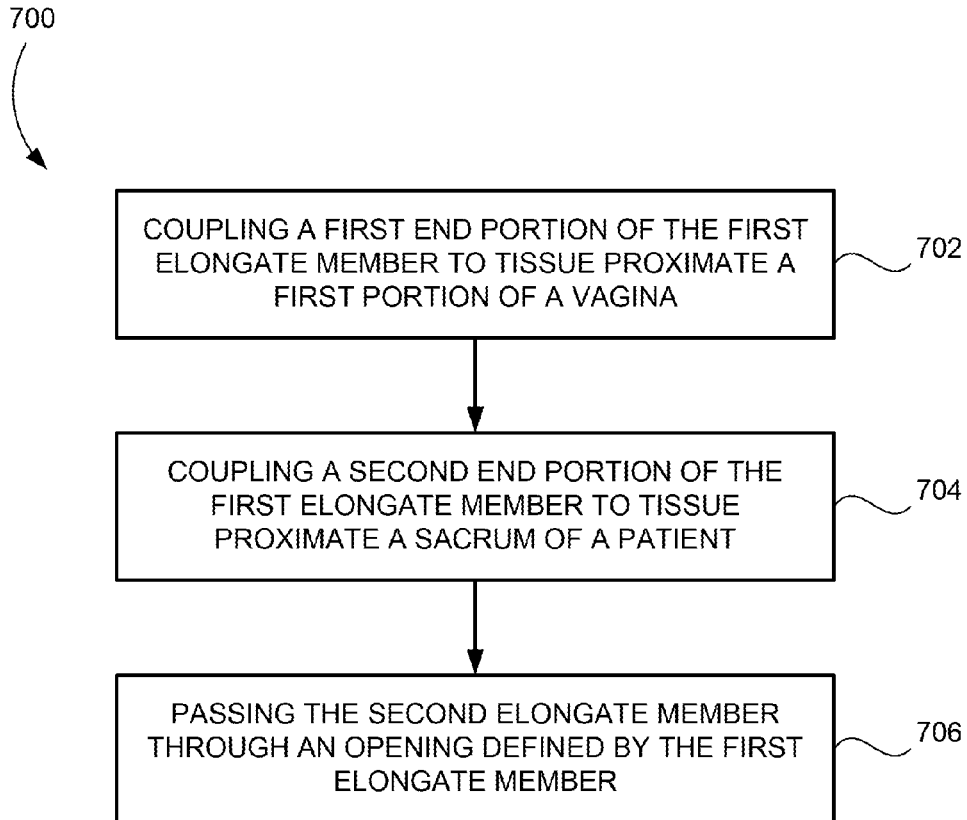 700
COUPLING A FIRST END PORTION OF THE FIRST
ELONGATE MEMBER TO TISSUE PROXIMATE A
FIRST PORTION OF A VAGINA
702
COUPLING A SECOND END PORTION OF THE
FIRST ELONGATE MEMBER TO TISSUE
PROXIMATE A SACRUM OF A PATIENT
704
PASSING THE SECOND ELONGATE MEMBER
THROUGH AN OPENING DEFINED BY THE FIRST
ELONGATE MEMBER
706